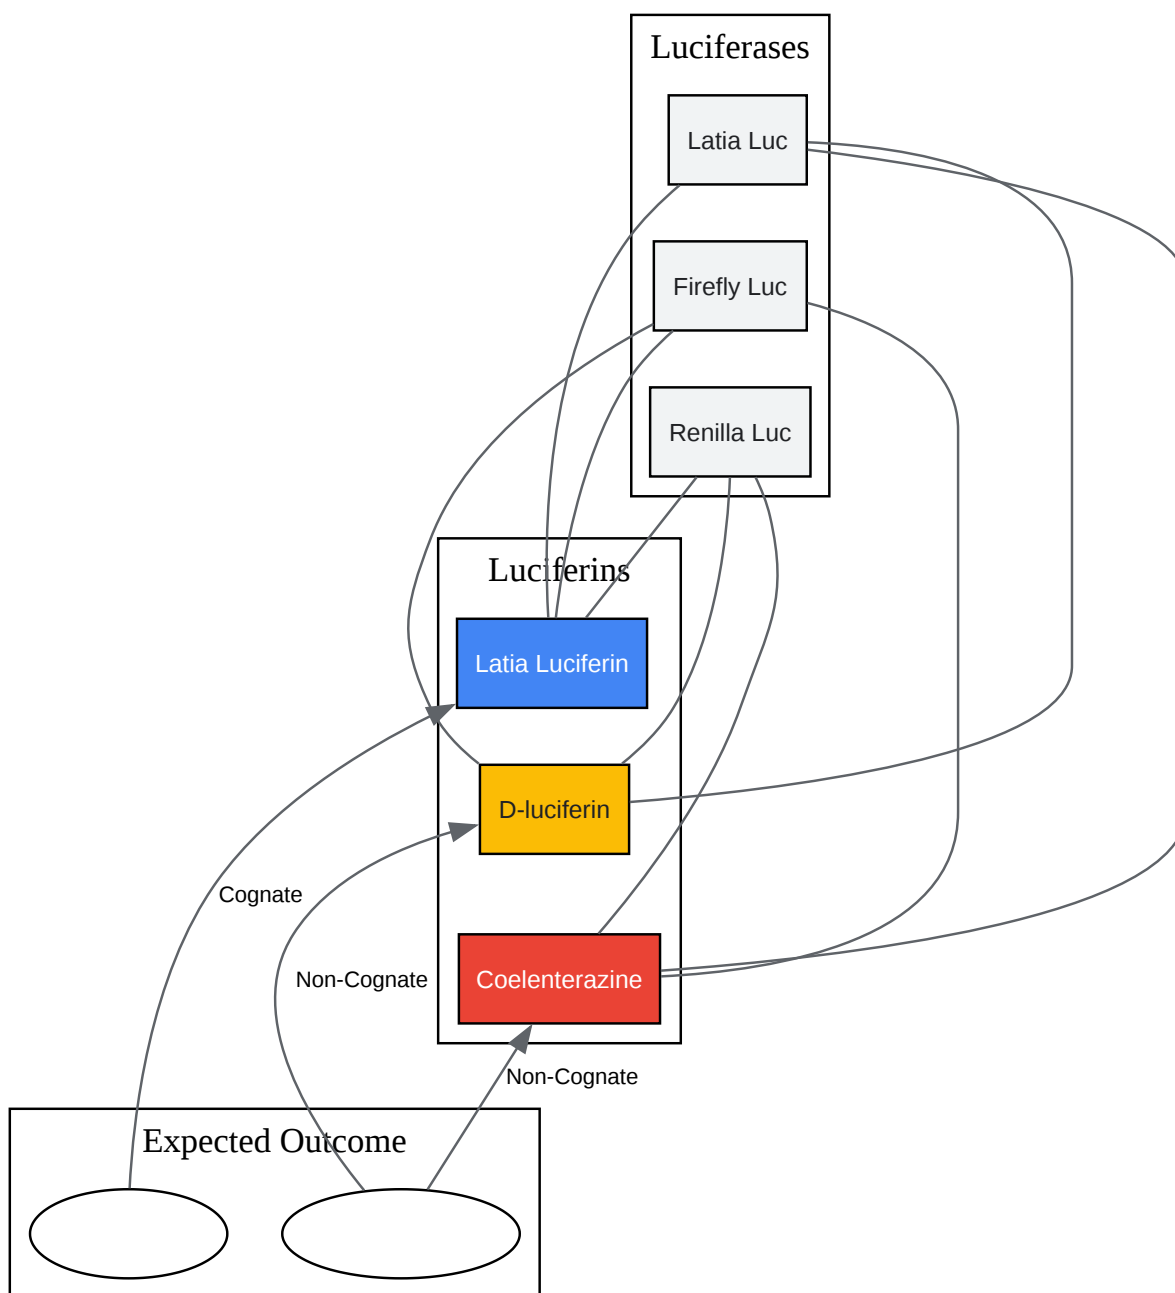 Luciferases
Latia Luc
Firefly Luc
Renilla Luc
Luciferins
Latia Luciferin
D-luciferin
Cognate
Non-Cognate
Coelenterazine
Non-Cognate
Expected Outcome